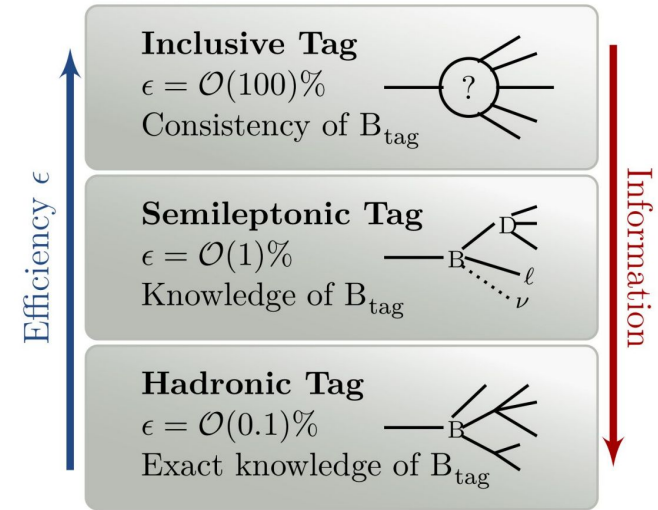 Efficiency ϵ
Inclusive Tag
ϵ = 𝒪(100)%
Consistency of B_tag
?
Semileptonic Tag
ϵ = 𝒪(1)%
Knowledge of B_tag
B
D
ℓ
ν
Hadronic Tag
ϵ = 𝒪(0.1)%
Exact knowledge of B_tag
B
Information